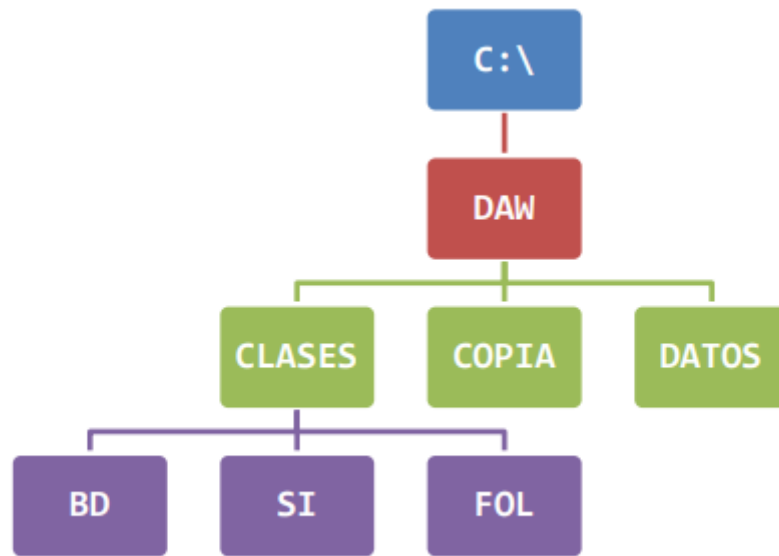 C:\
DAW
CLASES
COPIA
DATOS
BD
SI
FOL